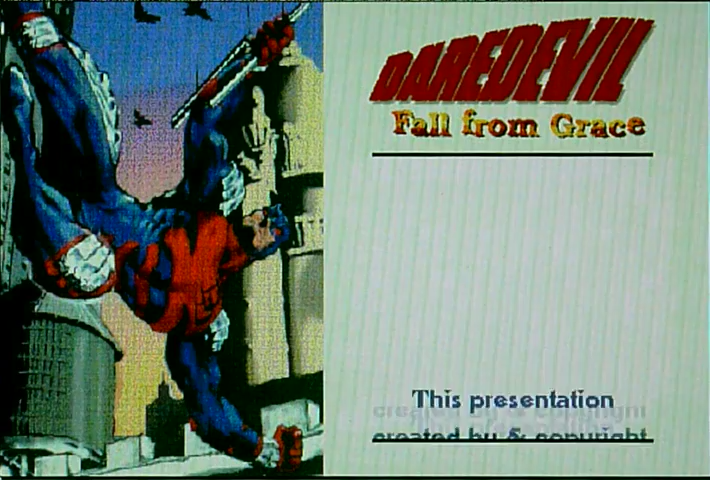 DAREDEVIL
Fall from Grace
This presentation
created by & copyright